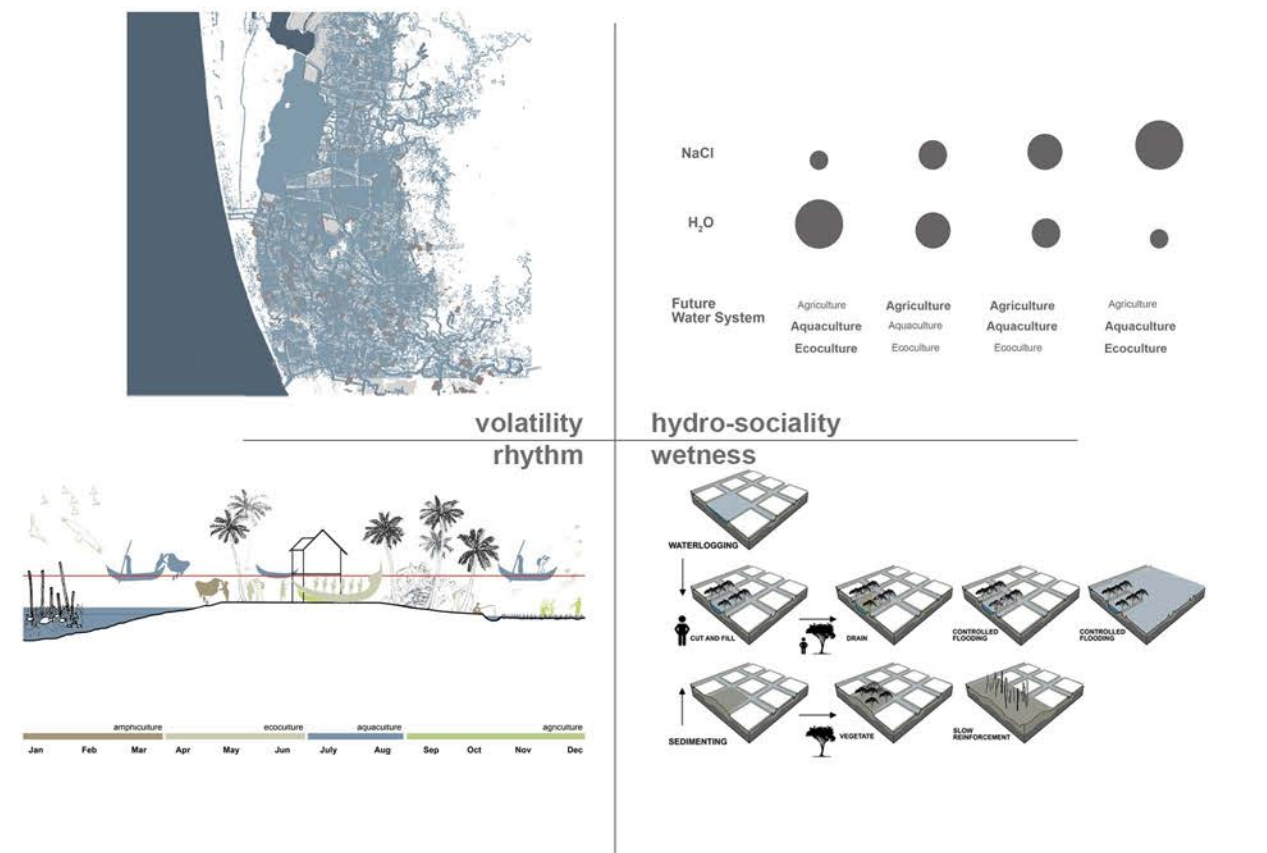 volatility
rhythm
hydro-sociality
wetness
NaCl
H₂O
Future
Water System
Agriculture Agriculture Agriculture Agriculture
Aquaculture Aquaculture Aquaculture Aquaculture
Ecoculture Ecoculture Ecoculture Ecoculture
amphiculture ecoculture aquaculture agriculture
Jan Feb Mar Apr May Jun July Aug Sep Oct Nov Dec
WATERLOGGING
CUT AND FILL
DRAIN
CONTROLLED
FLOODING
CONTROLLED
FLOODING
SEDIMENTING
VEGETATE
SLOW
REINFORCEMENT